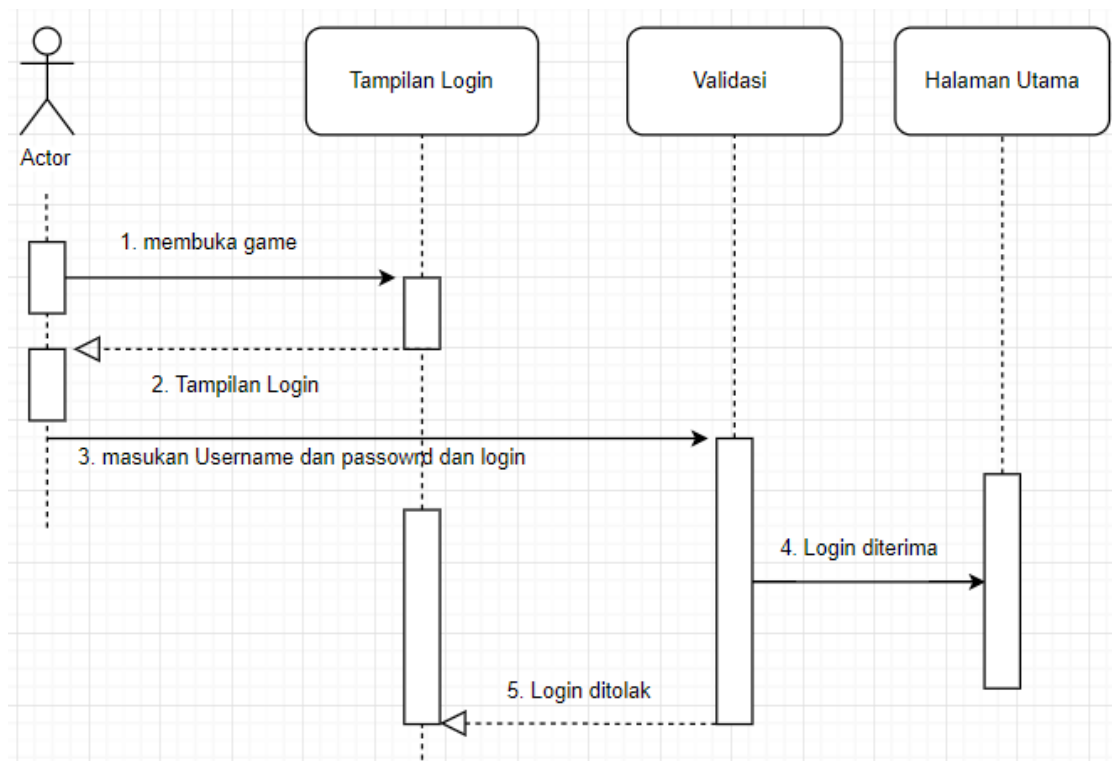 Tampilan Login
Validasi
Halaman Utama
Actor
1. membuka game
2. Tampilan Login
3. masukan Username dan passowrd dan login
4. Login diterima
5. Login ditolak